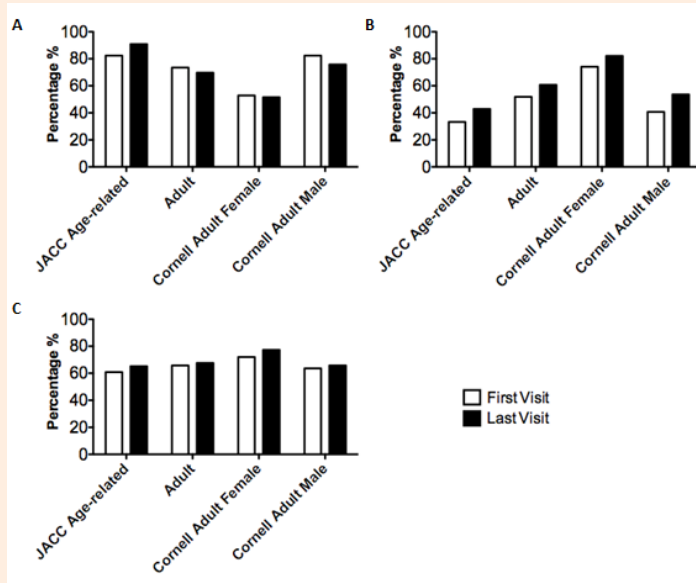 A
100
80
60
40
20
0
Percentage %
JACC Age-related
Adult
Cornell Adult Female
Cornell Adult Male
B
100
80
60
40
20
0
Percentage %
JACC Age-related
Adult
Cornell Adult Female
Cornell Adult Male
C
100
80
60
40
20
0
Percentage %
JACC Age-related
Adult
Cornell Adult Female
Cornell Adult Male
First Visit
Last Visit